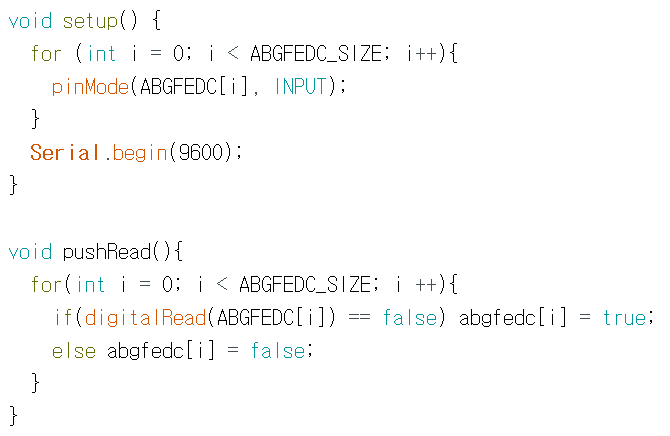 void setup() {
  for (int i = 0; i < ABGFEDC_SIZE; i++){
    pinMode(ABGFEDC[i], INPUT);
  }
  Serial.begin(9600);
}

void pushRead(){
  for(int i = 0; i < ABGFEDC_SIZE; i ++){
    if(digitalRead(ABGFEDC[i]) == false) abgfedc[i] = true;
    else abgfedc[i] = false;
  }
}